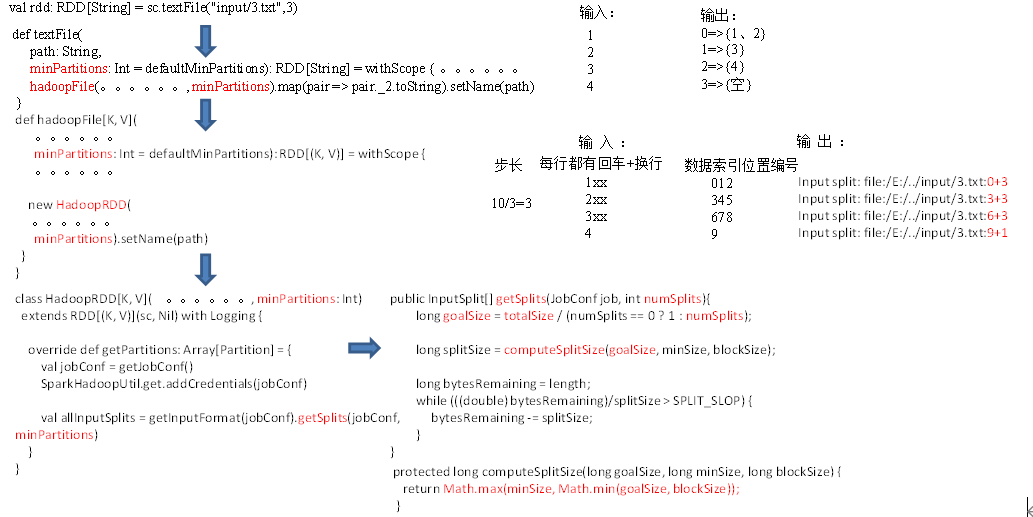 val rdd: RDD[String] = sc.textFile("input/3.txt",3)
def textFile(
path: String,
minPartitions: Int = defaultMinPartitions): RDD[String] = withScope { 。。。。。。
hadoopFile(。。。。。。,minPartitions).map(pair => pair._2.toString).setName(path)
}
def hadoopFile[K, V](
。。。。。。
minPartitions: Int = defaultMinPartitions): RDD[(K, V)] = withScope {
。。。。。。
new HadoopRDD(
。。。。。。
minPartitions).setName(path)
}
}
class HadoopRDD[K, V]( 。。。。。。, minPartitions: Int)
extends RDD[(K, V)](sc, Nil) with Logging {
override def getPartitions: Array[Partition] = {
val jobConf = getJobConf()
SparkHadoopUtil.get.addCredentials(jobConf)
val allInputSplits = getInputFormat(jobConf).getSplits(jobConf,
minPartitions)
}
}
输入：
1
2
3
4
输出：
0=>{1、2}
1=>{3}
2=>{4}
3=>{空}
步长
10/3=3
输 入 ：
每行都有回车+换行
1xx
2xx
3xx
4
数据索引位置编号
012
345
678
9
输 出 ：
Input split: file:/E:/../input/3.txt:0+3
Input split: file:/E:/../input/3.txt:3+3
Input split: file:/E:/../input/3.txt:6+3
Input split: file:/E:/../input/3.txt:9+1
public InputSplit[] getSplits(JobConf job, int numSplits){
long goalSize = totalSize / (numSplits == 0 ? 1 : numSplits);
long splitSize = computeSplitSize(goalSize, minSize, blockSize);
long bytesRemaining = length;
while (((double) bytesRemaining)/splitSize > SPLIT_SLOP) {
bytesRemaining -= splitSize;
}
}
protected long computeSplitSize(long goalSize, long minSize, long blockSize) {
return Math.max(minSize, Math.min(goalSize, blockSize));
}